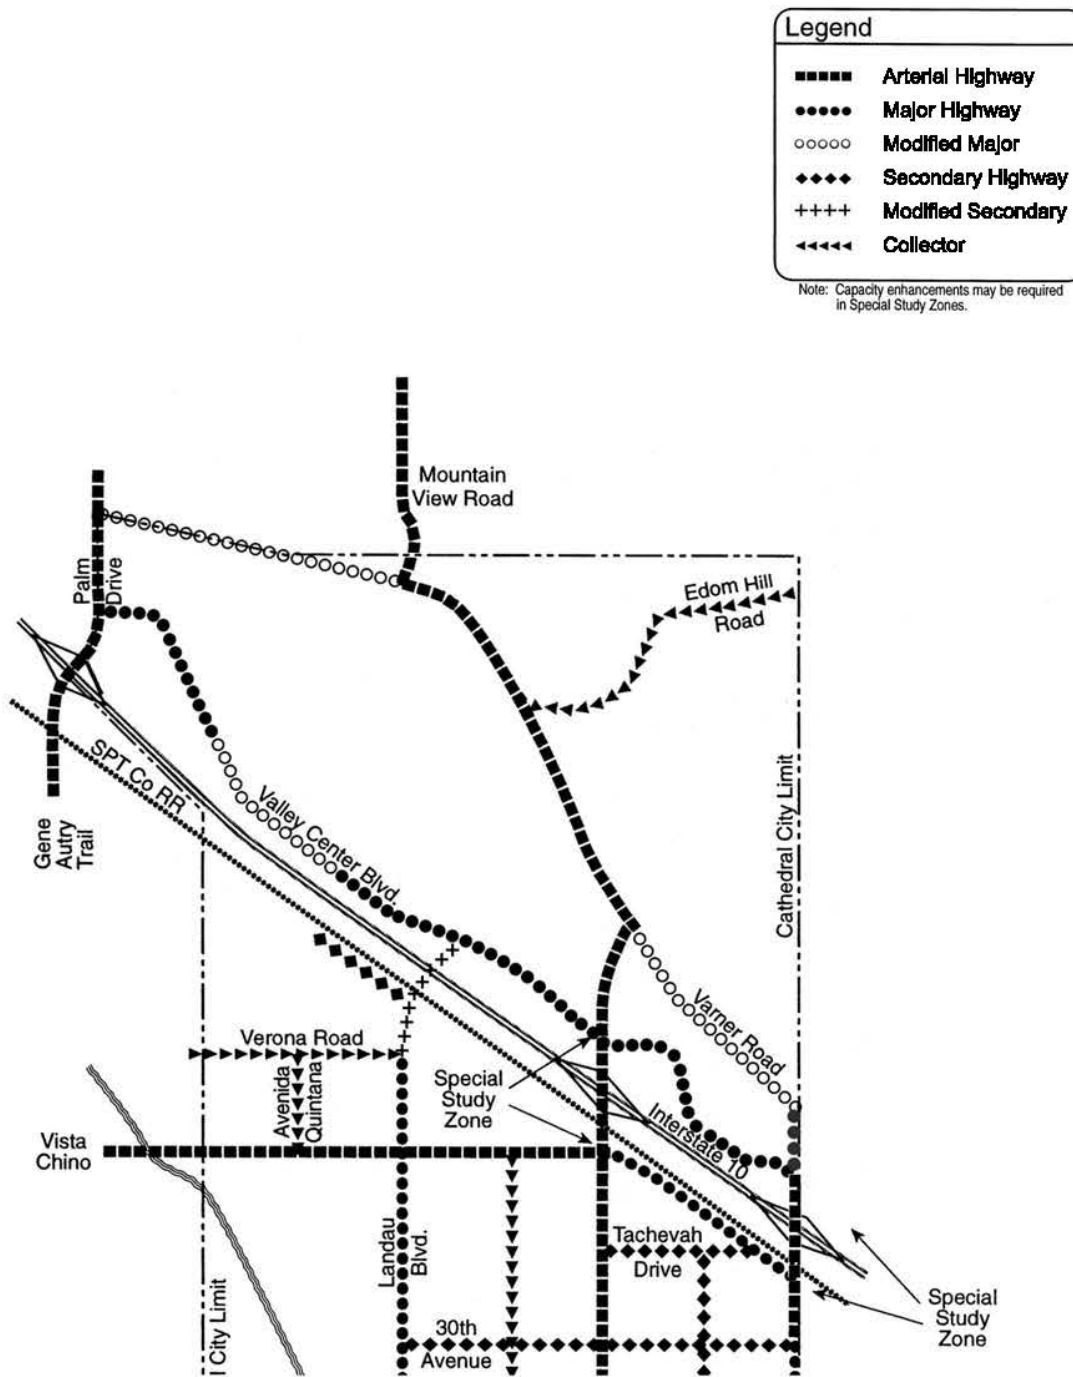 Legend
Arterial Highway
Major Highway
Modified Major
Secondary Highway
Modified Secondary
Collector
Note: Capacity enhancements may be required
in Special Study Zones.
Mountain
View Road
Palm
Drive
Edom Hill
Road
SPT Co RR
Gene
Autry
Trail
Valley Center Blvd.
Cathedral City Limit
Varner Road
Verona Road
Avenida
Quintana
Special
Study
Zone
Interstate 10
Vista
Chino
Landau
Blvd.
Tachevah
Drive
Special
Study
Zone
30th
Avenue
City Limit